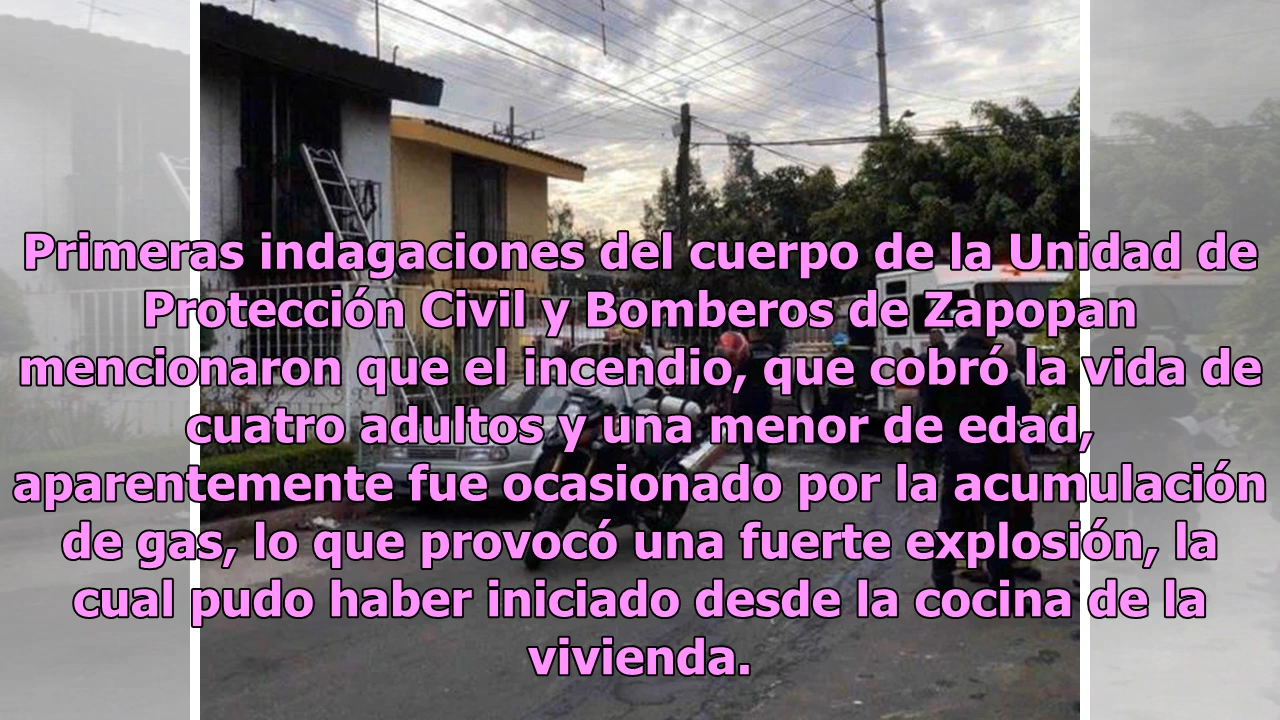 Primeras indagaciones del cuerpo de la Unidad de
Protección Civil y Bomberos de Zapopan
mencionaron que el incendio, que cobró la vida de
cuatro adultos y una menor de edad,
aparentemente fue ocasionado por la acumulación
de gas, lo que provocó una fuerte explosión, la
cual pudo haber iniciado desde la cocina de la
vivienda.